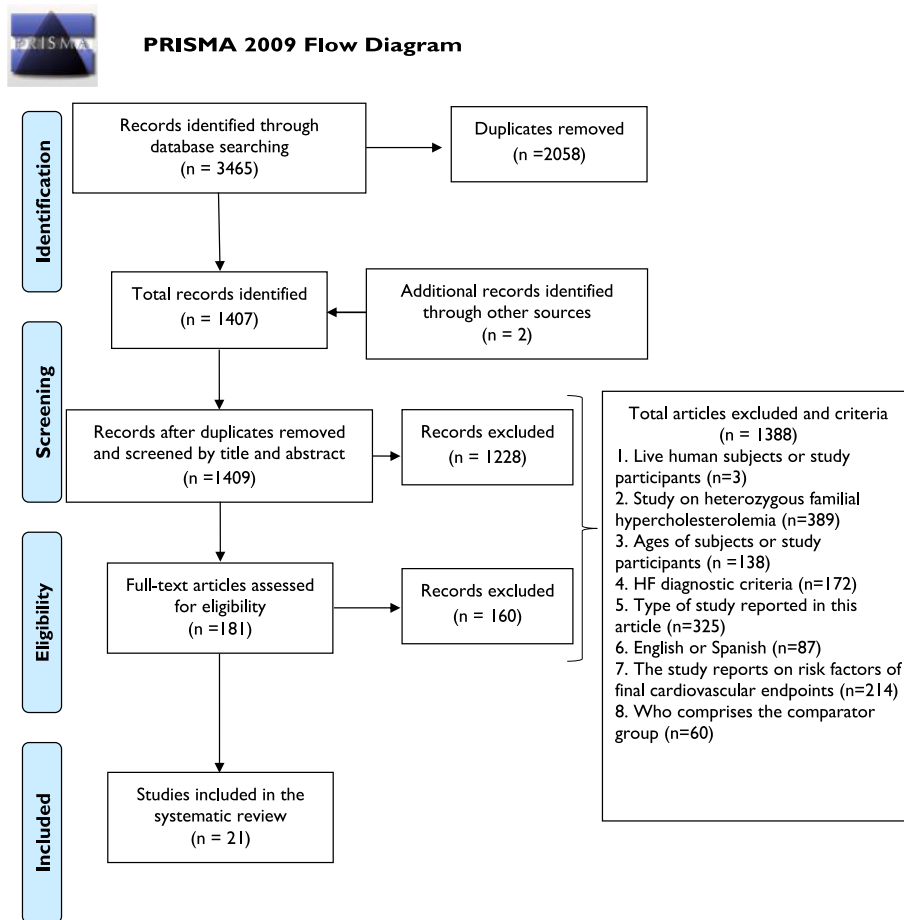 PRISMA
PRISMA 2009 Flow Diagram
Identification
Records identified through
database searching
(n = 3465)
Duplicates removed
(n =2058)
Total records identified
(n = 1407)
Additional records identified
through other sources
(n = 2)
Screening
Records after duplicates removed
and screened by title and abstract
(n =1409)
Records excluded
(n = 1228)
Eligibility
Full-text articles assessed
for eligibility
(n =181)
Records excluded
(n = 160)
Total articles excluded and criteria
(n = 1388)
1. Live human subjects or study
participants (n=3)
2. Study on heterozygous familial
hypercholesterolemia (n=389)
3. Ages of subjects or study
participants (n=138)
4. HF diagnostic criteria (n=172)
5. Type of study reported in this
article (n=325)
6. English or Spanish (n=87)
7. The study reports on risk factors of
final cardiovascular endpoints (n=214)
8. Who comprises the comparator
group (n=60)
Included
Studies included in the
systematic review
(n = 21)